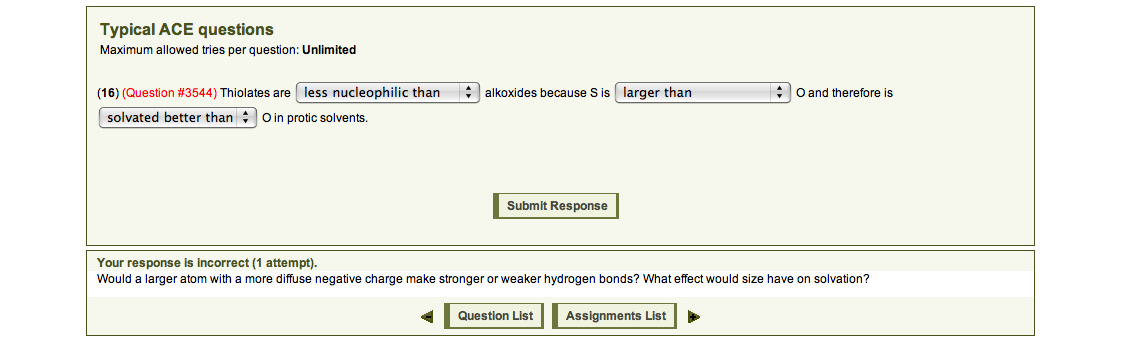 Typical ACE questions
Maximum allowed tries per question: Unlimited
(16) (Question #3544) Thiolates are less nucleophilic than alkoxides because S is larger than O and therefore is
solvated better than O in protic solvents.
Submit Response
Your response is incorrect (1 attempt).
Would a larger atom with a more diffuse negative charge make stronger or weaker hydrogen bonds? What effect would size have on solvation?
Question List Assignments List